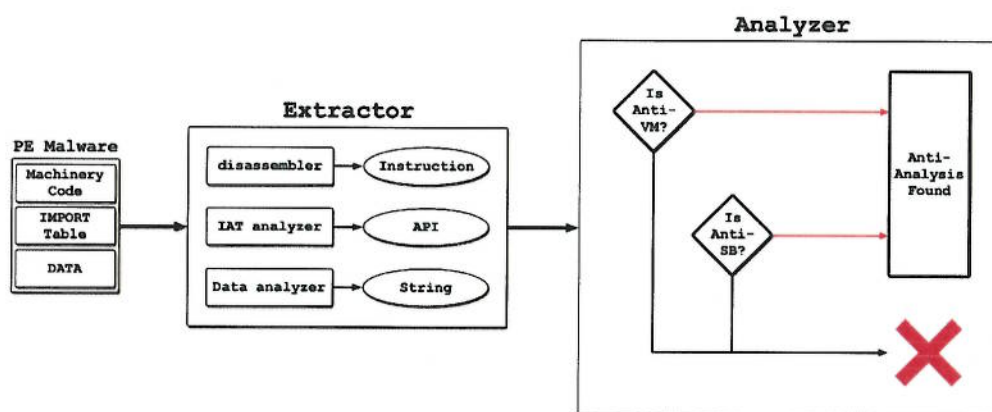 Analyzer
Is
Anti-
VM?
Extractor
PE Malware
Machinery
Code
IMPORT
Table
DATA
disassembler
Instruction
IAT analyzer
API
Data analyzer
String
Is
Anti-
SB?
Anti-
Analysis
Found